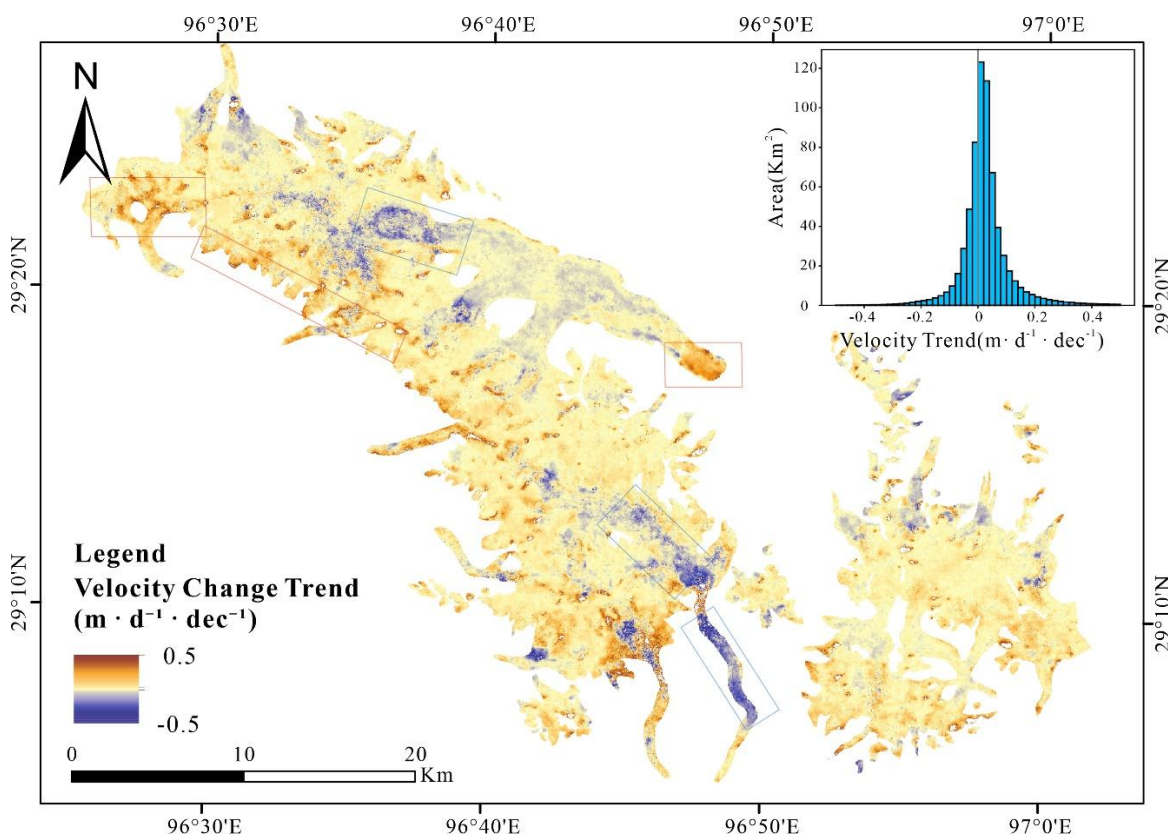 96°30'E 96°40'E 96°50'E 97°0'E
N
120
100
80
60
40
20
0
Area(Km²)
-0.4 -0.2 0 0.2 0.4
Velocity Trend(m·d⁻¹·dec⁻¹)
29°20'N 29°20'N
29°10'N 29°10'N
Legend
Velocity Change Trend
(m·d⁻¹·dec⁻¹)
0.5
-0.5
0 10 20
Km
96°30'E 96°40'E 96°50'E 97°0'E